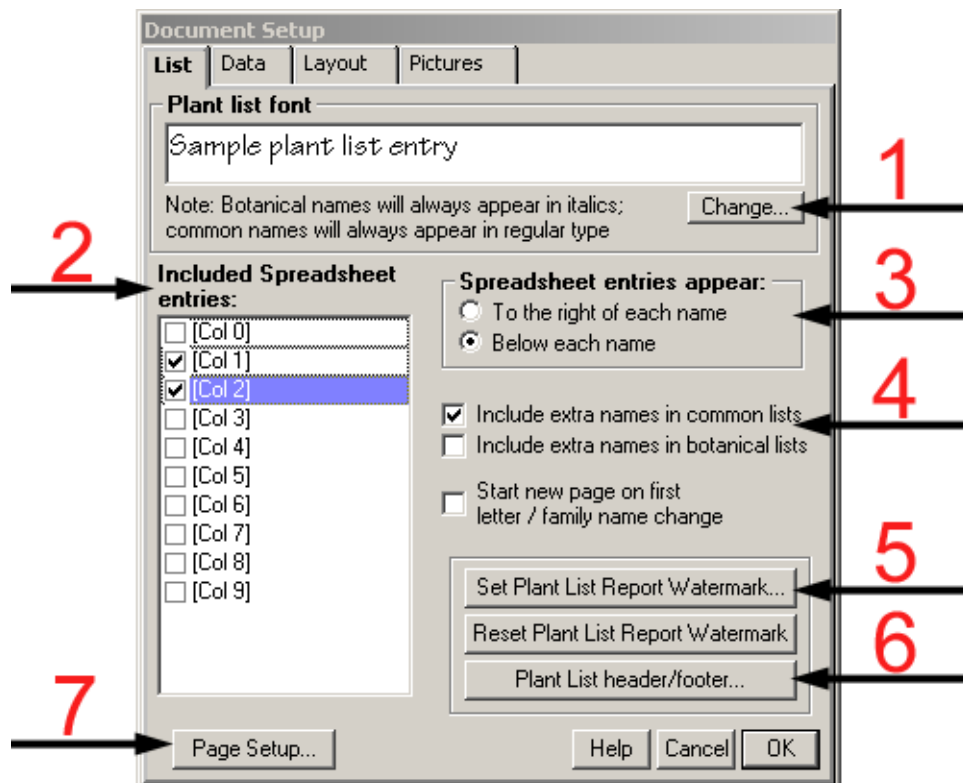 Document Setup
List Data Layout Pictures
Plant list font
Sample plant list entry
Note: Botanical names will always appear in italics;
common names will always appear in regular type
Change...
1
2
Included Spreadsheet
entries:
[Col 0]
[Col 1]
[Col 2]
[Col 3]
[Col 4]
[Col 5]
[Col 6]
[Col 7]
[Col 8]
[Col 9]
Spreadsheet entries appear:
To the right of each name
Below each name
3
Include extra names in common lists
Include extra names in botanical lists
4
Start new page on first
letter / family name change
Set Plant List Report Watermark...
5
Reset Plant List Report Watermark
Plant List header/footer...
6
7
Page Setup...
Help Cancel OK